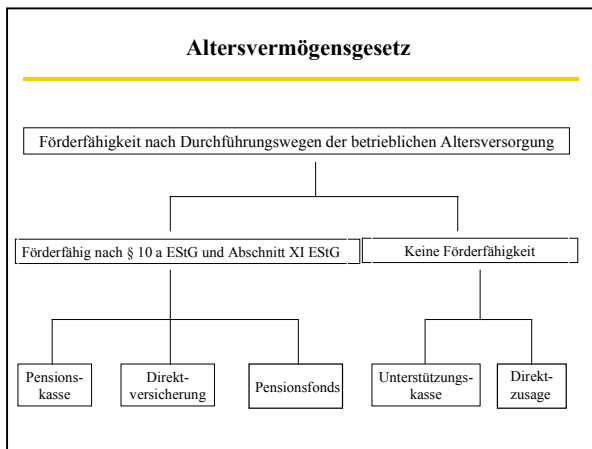 Altersvermögensgesetz
Förderfähigkeit nach Durchführungswegen der betrieblichen Altersversorgung
Förderfähig nach § 10 a EStG und Abschnitt XI EStG
Keine Förderfähigkeit
Pensions-
kasse
Direkt-
versicherung
Pensionsfonds
Unterstützungs-
kasse
Direkt-
zusage